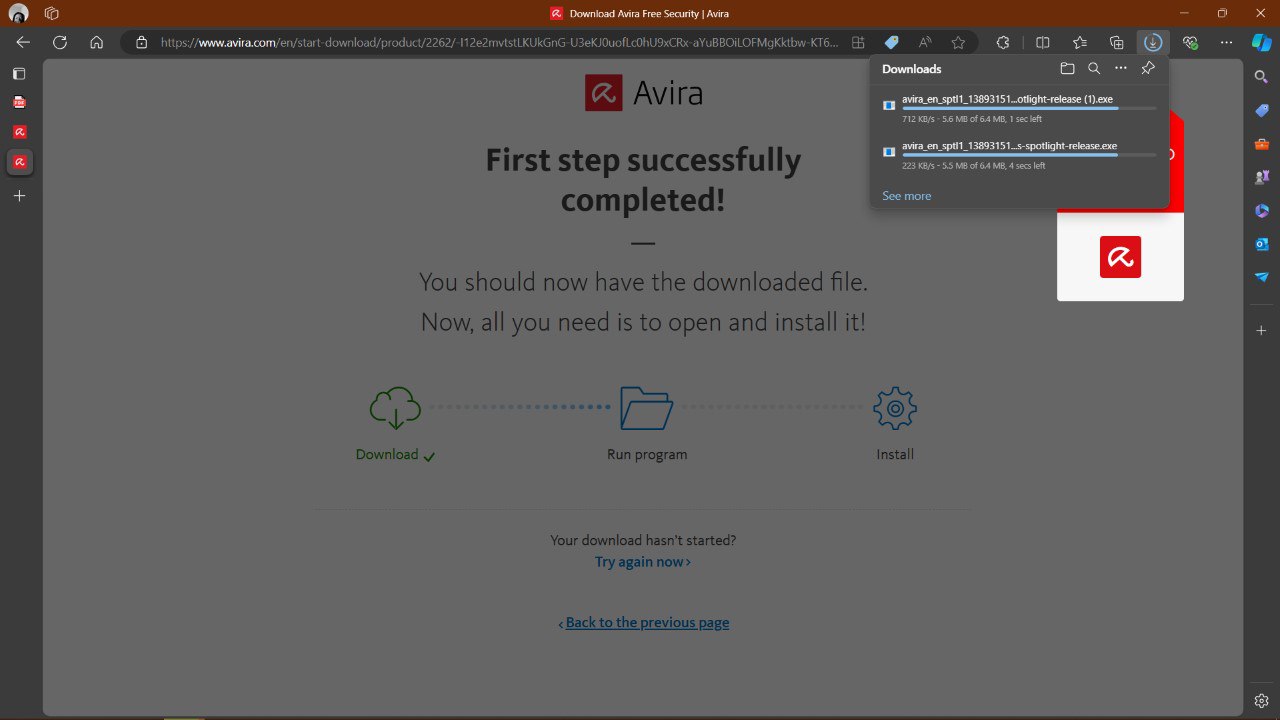 Download Avira Free Security | Avira
https://www.avira.com/en/start-download/product/2262/-I12e2mvtstLKUkGnG-U3eKJ0uofLc0hU9xCRx-aYuBBOiLOFMgKktbw-KT6...
Downloads
avira_en_sptl1_13893151...otlight-release (1).exe
712 KB/s - 5.6 MB of 6.4 MB, 1 sec left
avira_en_sptl1_13893151...s-spotlight-release.exe
223 KB/s - 5.5 MB of 6.4 MB, 4 secs left
See more
Avira
First step successfully
completed!
You should now have the downloaded file.
Now, all you need is to open and install it!
Download
Run program
Install
Your download hasn't started?
Try again now ›
‹ Back to the previous page